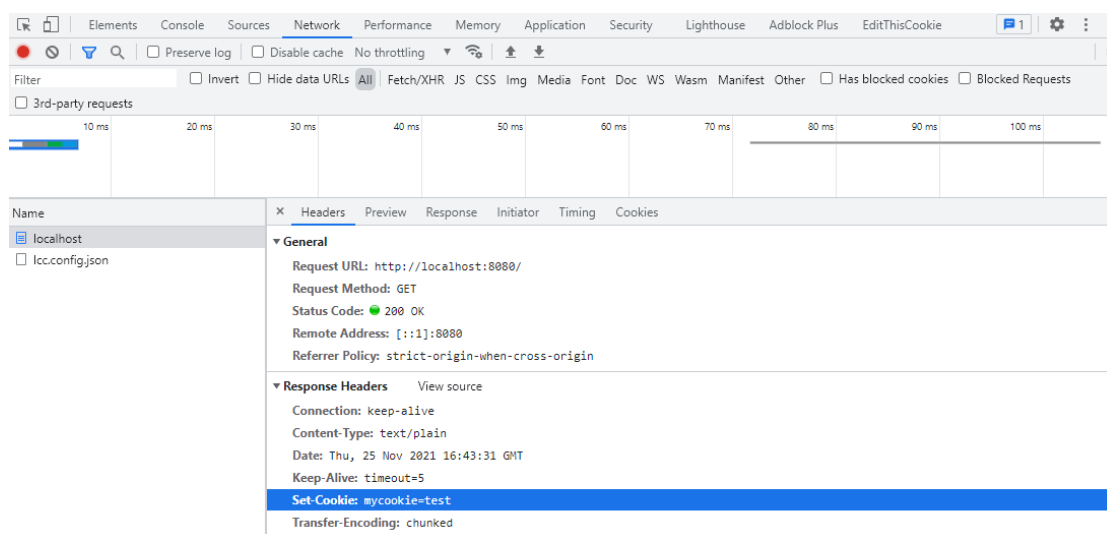 Elements Console Sources Network Performance Memory Application Security Lighthouse Adblock Plus EditThisCookie 1
Preserve log Disable cache No throttling
Filter Invert Hide data URLs All Fetch/XHR JS CSS Img Media Font Doc WS Wasm Manifest Other Has blocked cookies Blocked Requests
3rd-party requests
10 ms 20 ms 30 ms 40 ms 50 ms 60 ms 70 ms 80 ms 90 ms 100 ms
Name
localhost
lcc.config.json
× Headers Preview Response Initiator Timing Cookies
General
Request URL: http://localhost:8080/
Request Method: GET
Status Code: 200 OK
Remote Address: [::1]:8080
Referrer Policy: strict-origin-when-cross-origin
Response Headers View source
Connection: keep-alive
Content-Type: text/plain
Date: Thu, 25 Nov 2021 16:43:31 GMT
Keep-Alive: timeout=5
Set-Cookie: mycookie=test
Transfer-Encoding: chunked